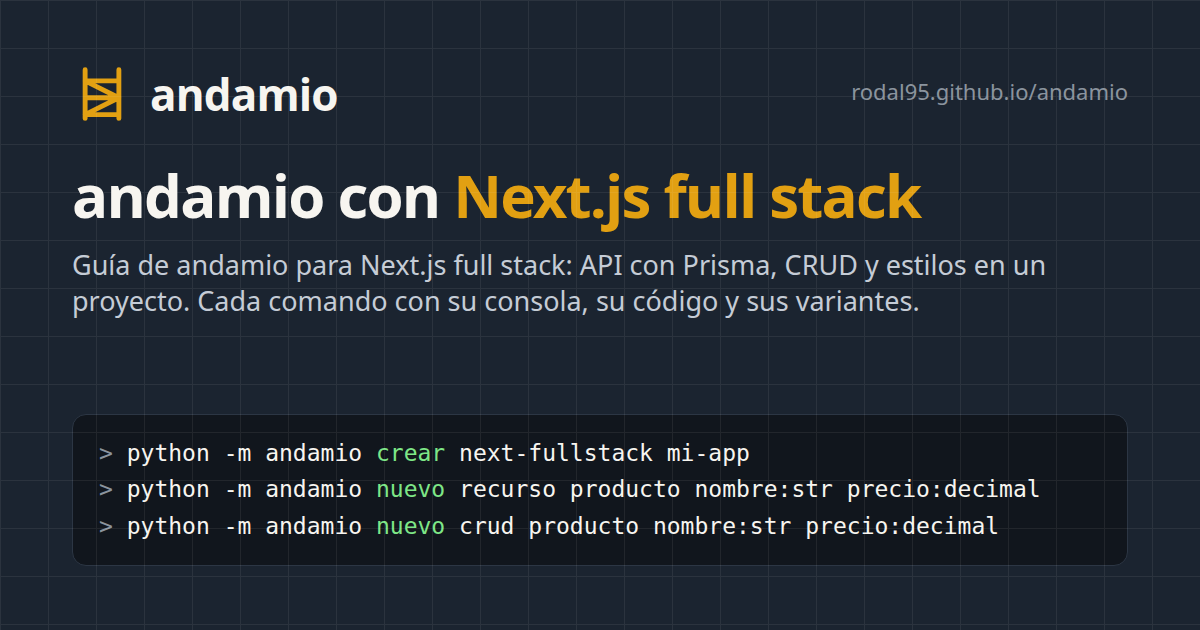 andamio
rodal95.github.io/andamio
andamio con Next.js full stack
Guía de andamio para Next.js full stack: API con Prisma, CRUD y estilos en un
proyecto. Cada comando con su consola, su código y sus variantes.
> python -m andamio crear next-fullstack mi-app
> python -m andamio nuevo recurso producto nombre:str precio:decimal
> python -m andamio nuevo crud producto nombre:str precio:decimal